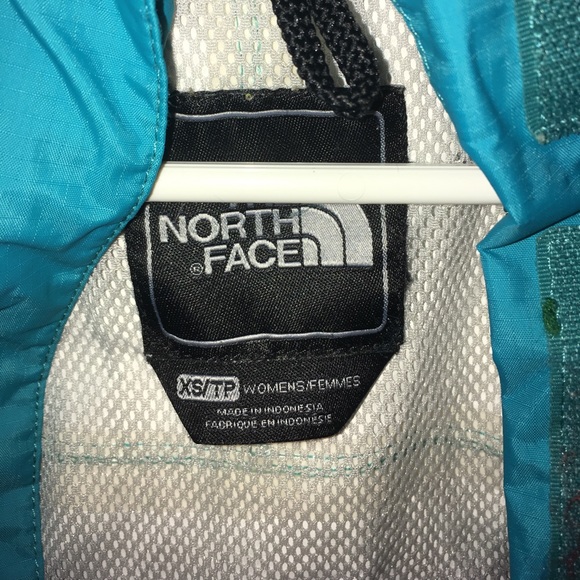 THE
NORTH
FACE
®
XS/TP WOMENS/FEMMES
MADE IN INDONESIA
FABRIQUE EN INDONESIE